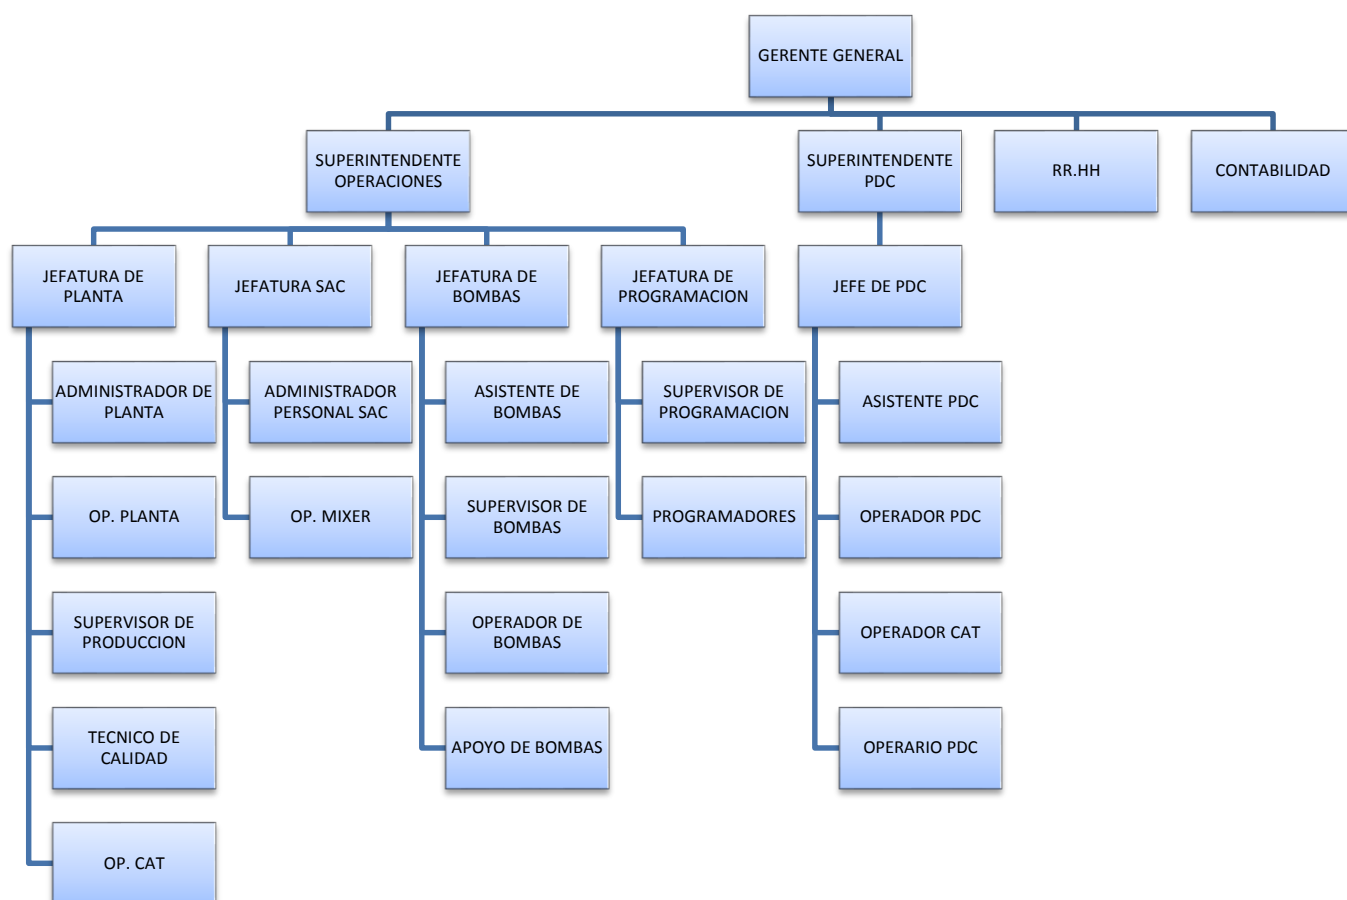 GERENTE GENERAL
SUPERINTENDENTE
OPERACIONES
SUPERINTENDENTE
PDC
RR.HH
CONTABILIDAD
JEFATURA DE
PLANTA
JEFATURA SAC
JEFATURA DE
BOMBAS
JEFATURA DE
PROGRAMACION
JEFE DE PDC
ADMINISTRADOR DE
PLANTA
ADMINISTRADOR
PERSONAL SAC
ASISTENTE DE
BOMBAS
SUPERVISOR DE
PROGRAMACION
ASISTENTE PDC
OP. PLANTA
OP. MIXER
SUPERVISOR DE
BOMBAS
PROGRAMADORES
OPERADOR PDC
SUPERVISOR DE
PRODUCCION
OPERADOR DE
BOMBAS
OPERADOR CAT
TECNICO DE
CALIDAD
APOYO DE BOMBAS
OPERARIO PDC
OP. CAT